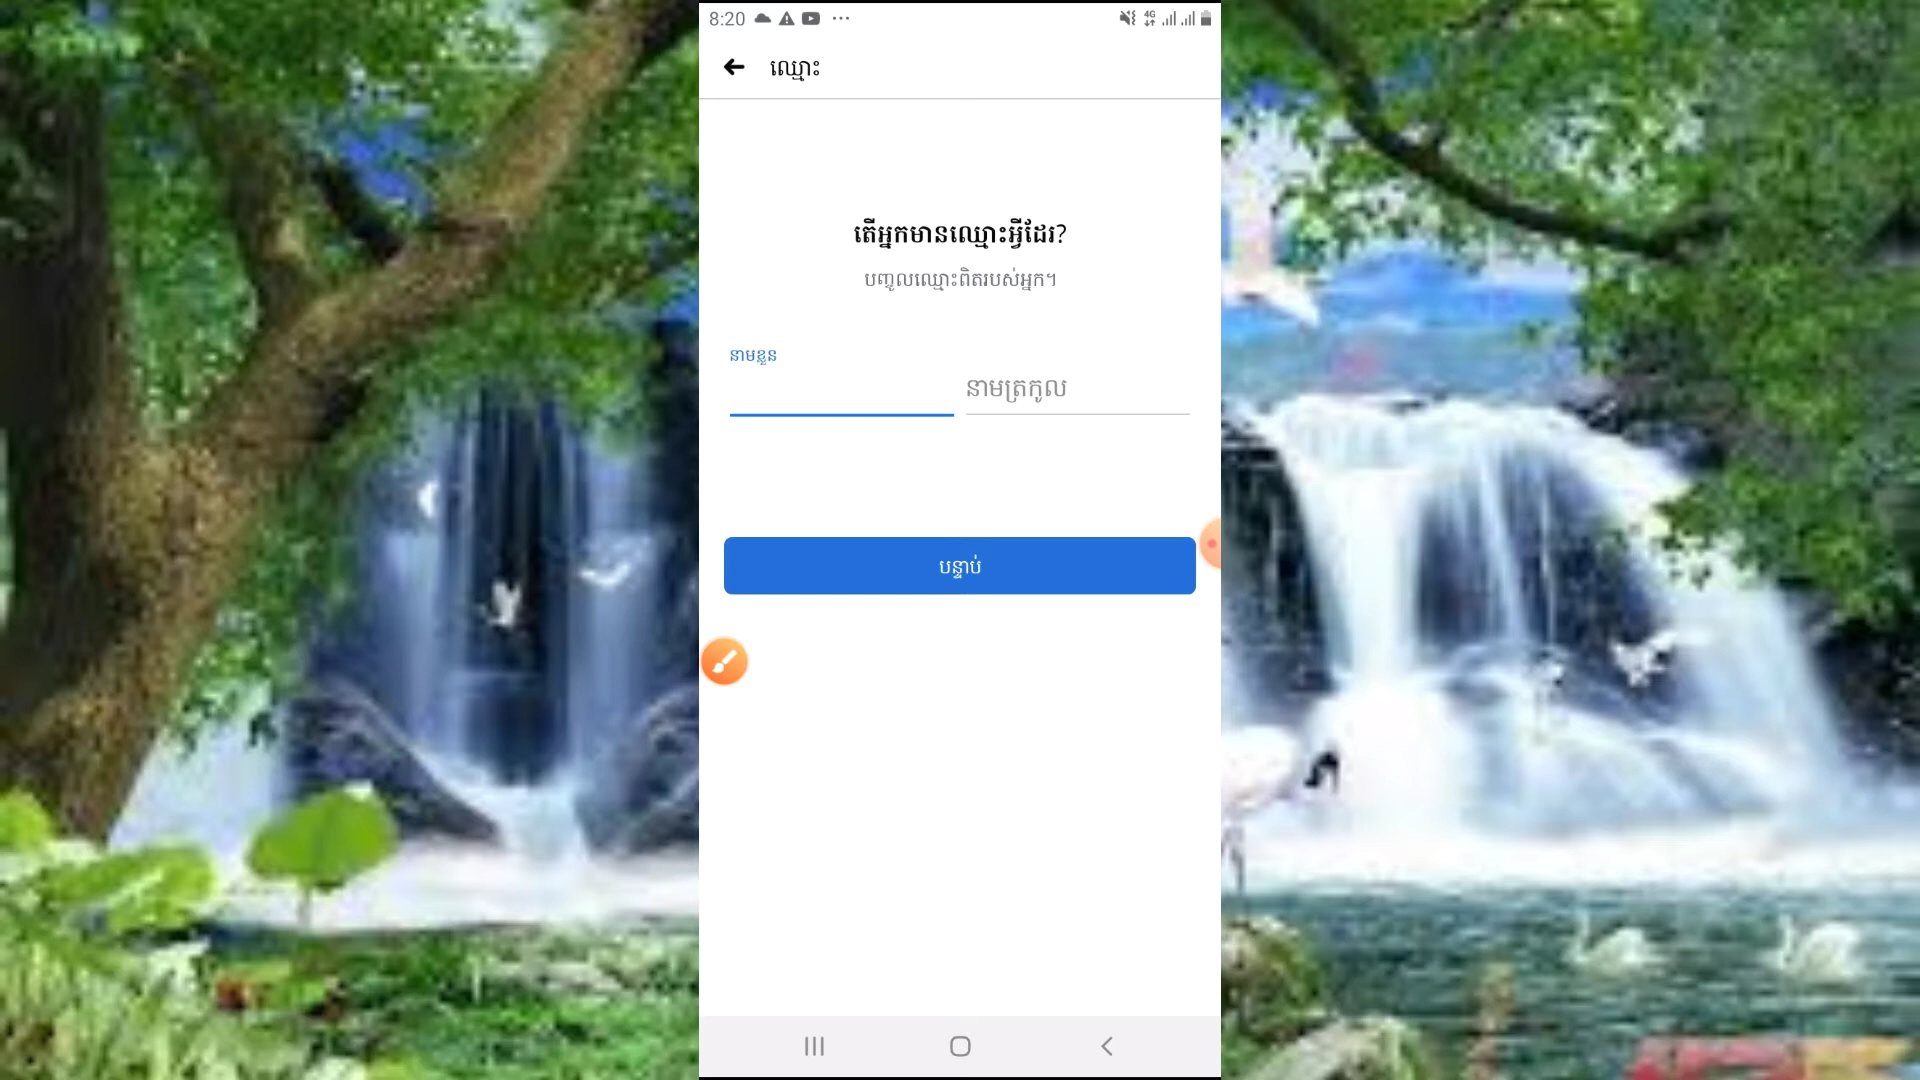 8:20
4G
ឈ្មោះ
តើអ្នកមានឈ្មោះអ្វីដែរ?
បញ្ចូលឈ្មោះពិតរបស់អ្នក។
នាមខ្លួន
នាមត្រកូល
បន្ទាប់